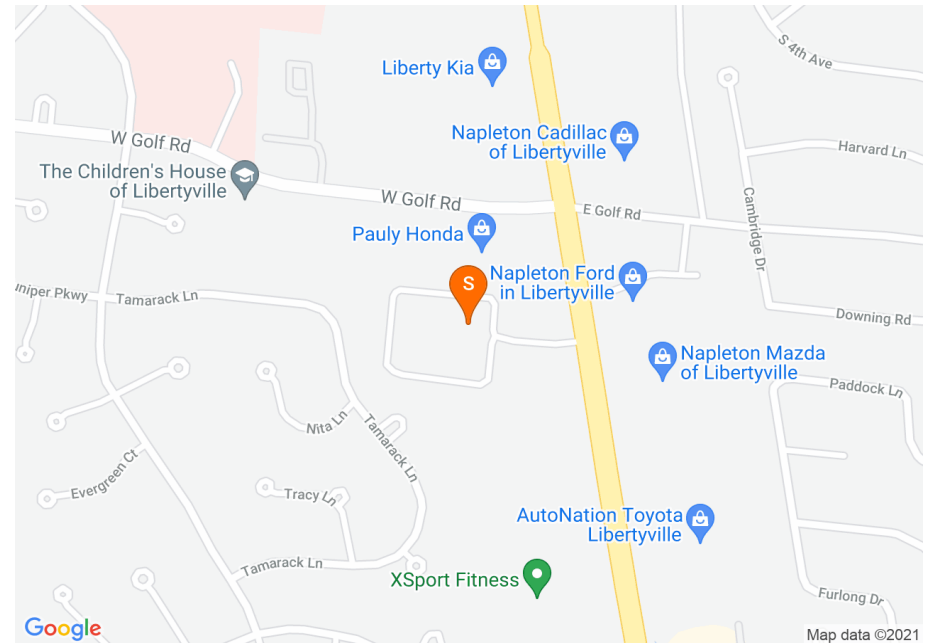 S 4th Ave
Liberty Kia
Napleton Cadillac
of Libertyville
W Golf Rd
Harvard Ln
The Children's House
of Libertyville
W Golf Rd
E Golf Rd
Cambridge Dr
Pauly Honda
S
Napleton Ford
in Libertyville
uniper Pkwy
Tamarack Ln
Downing Rd
Napleton Mazda
of Libertyville
Paddock Ln
Nita Ln
Tamarack Ln
Evergreen Ct
Tracy Ln
AutoNation Toyota
Libertyville
Tamarack Ln
XSport Fitness
Furlong Dr
Google
Map data ©2021